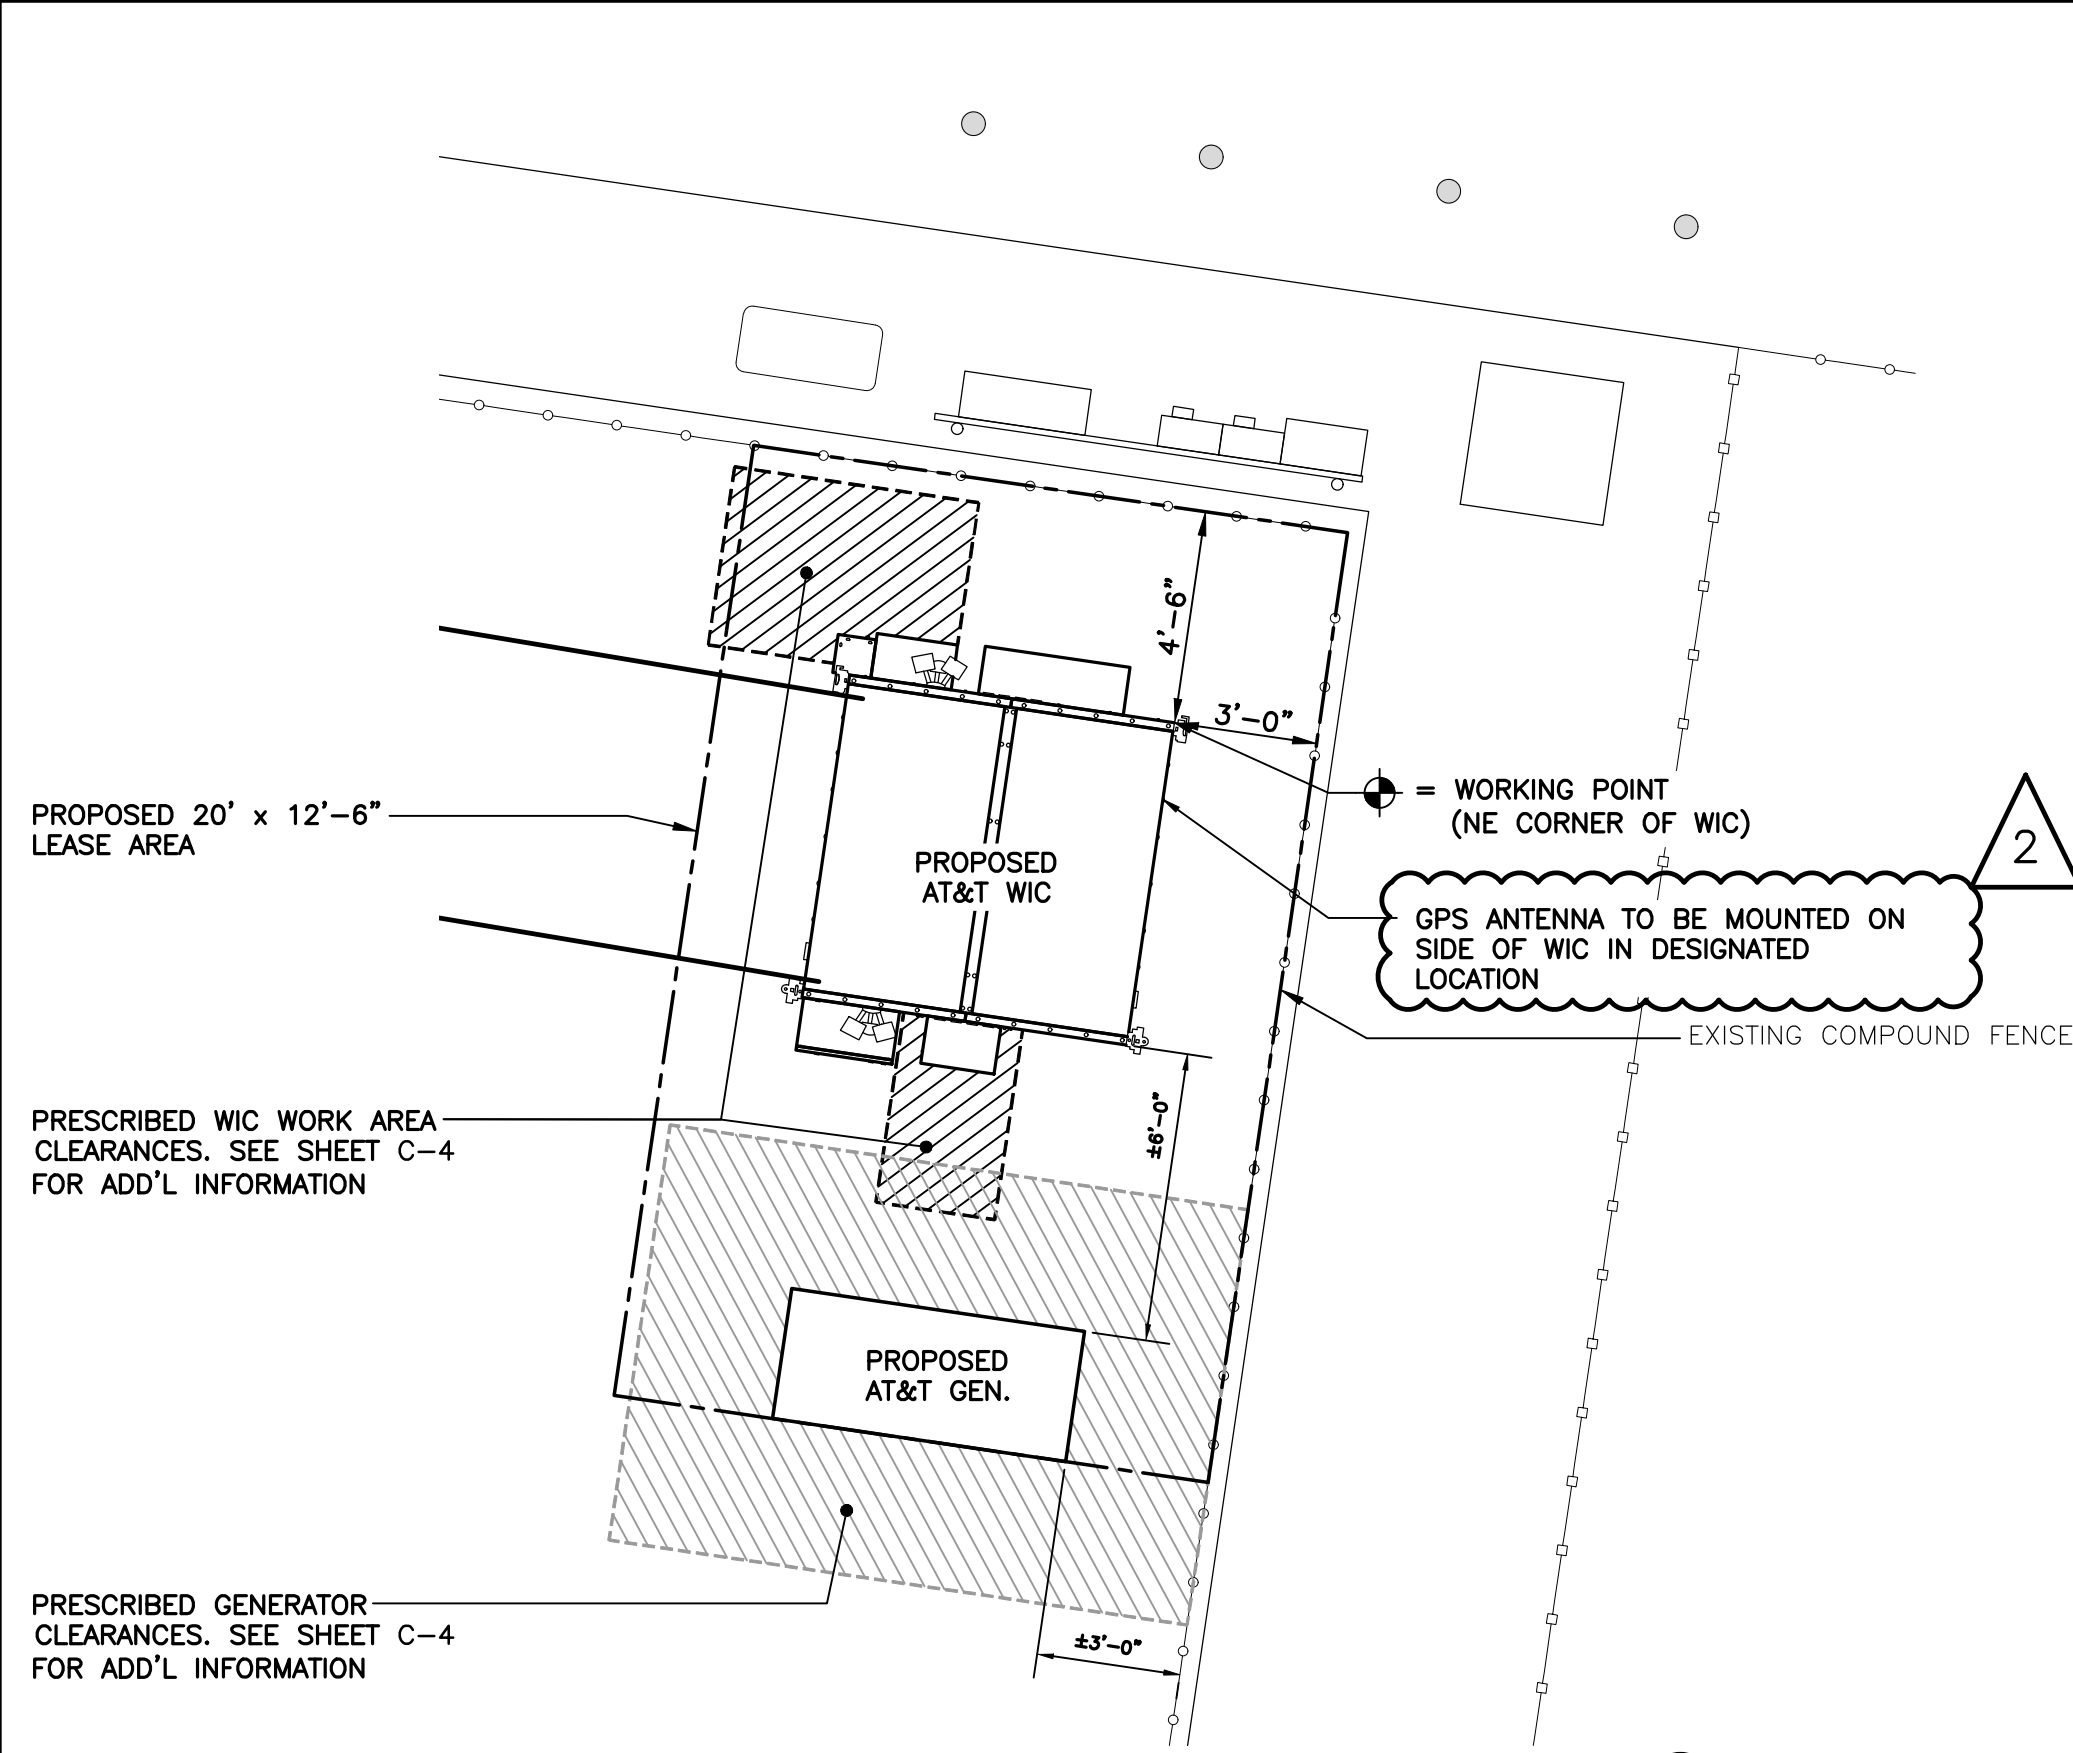 4'-6"
3'-0"
PROPOSED 20' x 12'-6"
LEASE AREA
= WORKING POINT
(NE CORNER OF WIC)
2
PROPOSED
AT&T WIC
GPS ANTENNA TO BE MOUNTED ON
SIDE OF WIC IN DESIGNATED
LOCATION
EXISTING COMPOUND FENCE
±6'-0"
PRESCRIBED WIC WORK AREA
CLEARANCES. SEE SHEET C-4
FOR ADD'L INFORMATION
PROPOSED
AT&T GEN.
PRESCRIBED GENERATOR
CLEARANCES. SEE SHEET C-4
FOR ADD'L INFORMATION
±3'-0"